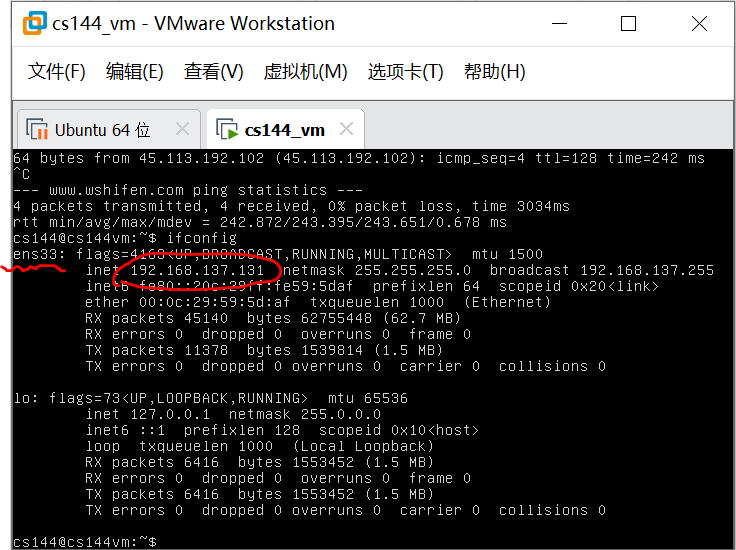 cs144_vm - VMware Workstation
文件(F) 编辑(E) 查看(V) 虚拟机(M) 选项卡(T) 帮助(H)
Ubuntu 64 位 cs144_vm
64 bytes from 45.113.192.102 (45.113.192.102): icmp_seq=4 ttl=128 time=242 ms
^C
--- www.wshifen.com ping statistics ---
4 packets transmitted, 4 received, 0% packet loss, time 3034ms
rtt min/avg/max/mdev = 242.872/243.395/243.651/0.678 ms
cs144@cs144vm:~$ ifconfig
ens33: flags=4163<UP,BROADCAST,RUNNING,MULTICAST> mtu 1500
inet 192.168.137.131 netmask 255.255.255.0 broadcast 192.168.137.255
inet6 fe80::20c:29ff:fe59:5daf prefixlen 64 scopeid 0x20<link>
ether 00:0c:29:59:5d:af txqueuelen 1000 (Ethernet)
RX packets 45140 bytes 62755448 (62.7 MB)
RX errors 0 dropped 0 overruns 0 frame 0
TX packets 11378 bytes 1539814 (1.5 MB)
TX errors 0 dropped 0 overruns 0 carrier 0 collisions 0
lo: flags=73<UP,LOOPBACK,RUNNING> mtu 65536
inet 127.0.0.1 netmask 255.0.0.0
inet6 ::1 prefixlen 128 scopeid 0x10<host>
loop txqueuelen 1000 (Local Loopback)
RX packets 6416 bytes 1553452 (1.5 MB)
RX errors 0 dropped 0 overruns 0 frame 0
TX packets 6416 bytes 1553452 (1.5 MB)
TX errors 0 dropped 0 overruns 0 carrier 0 collisions 0
cs144@cs144vm:~$